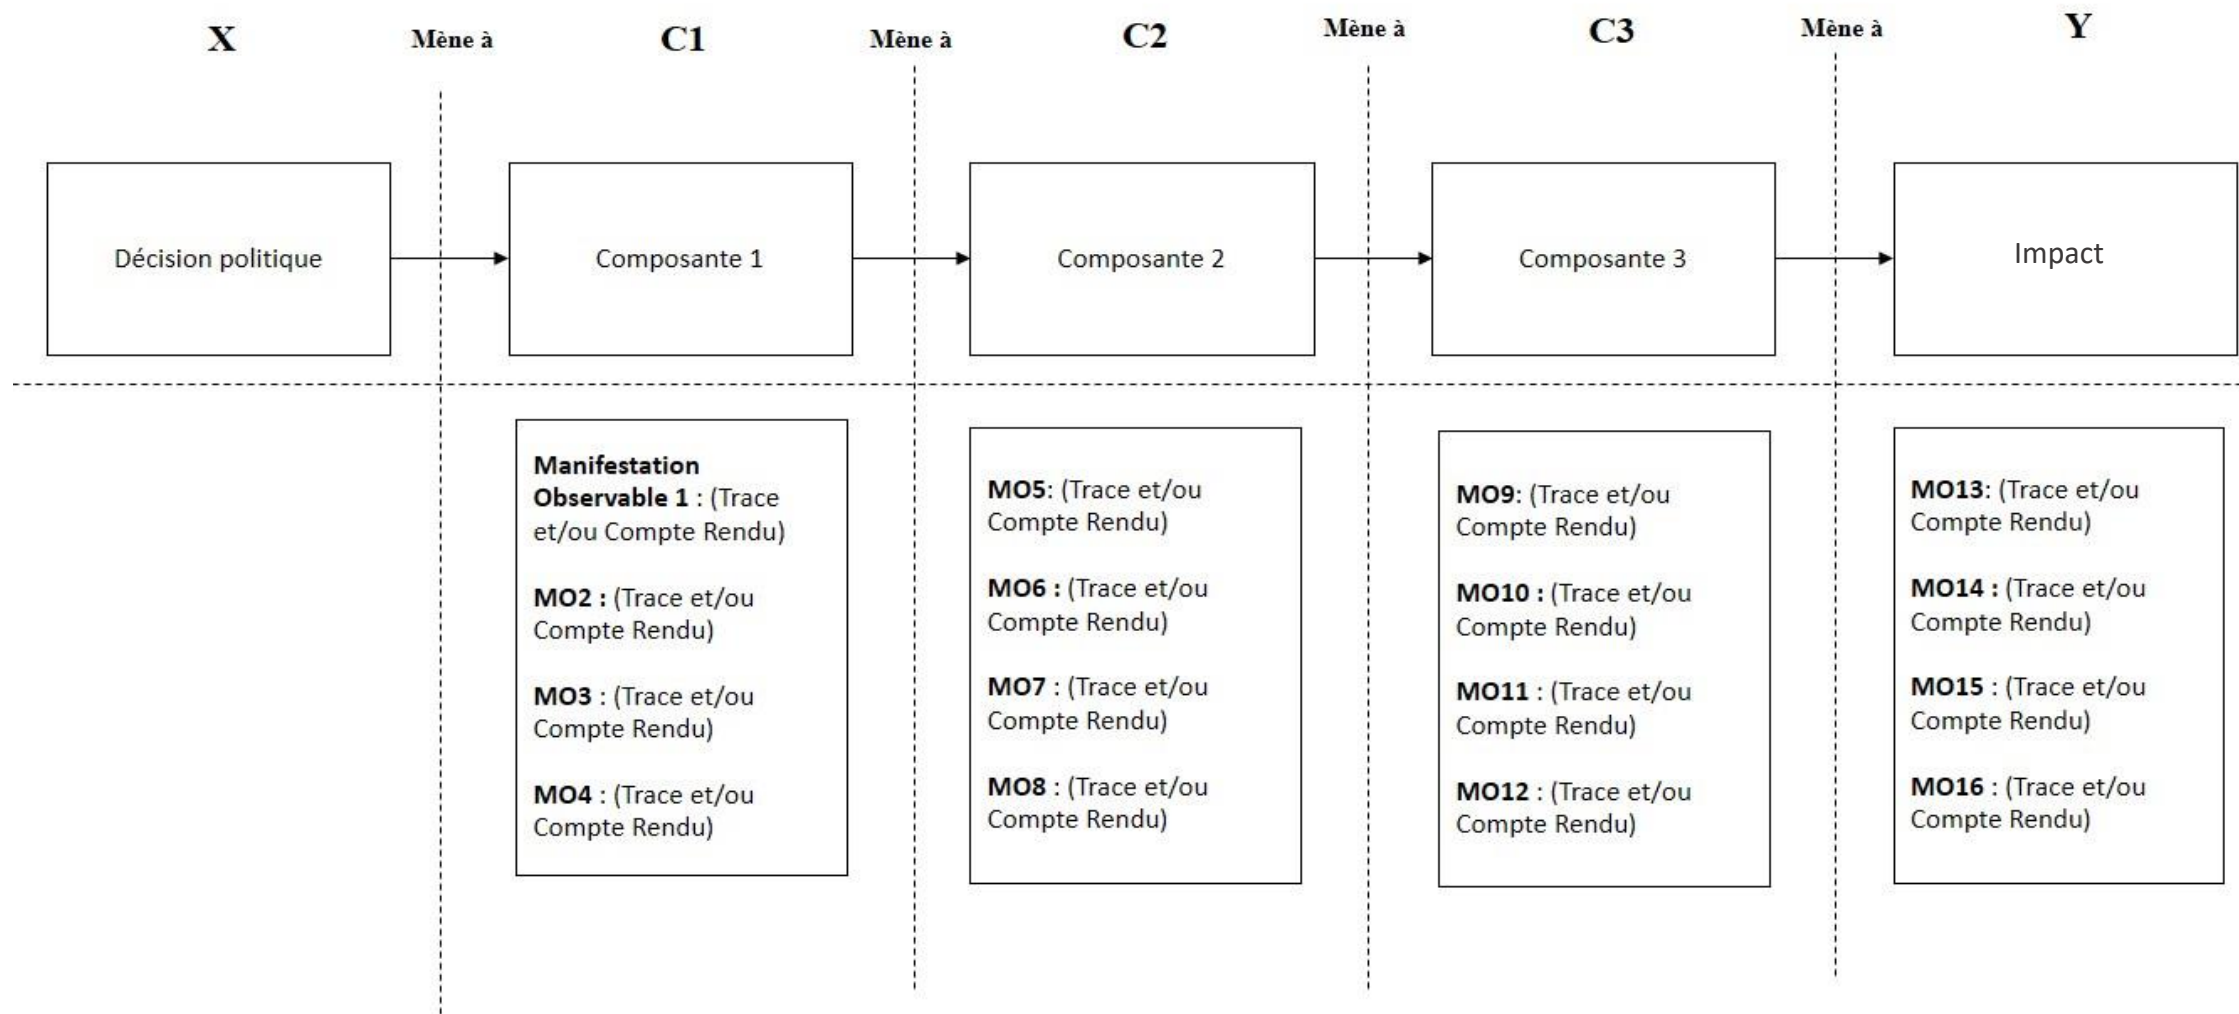 X Mène à C1 Mène à C2 Mène à C3 Mène à Y
Décision politique
Composante 1
Composante 2
Composante 3
Impact
Manifestation
Observable 1 : (Trace
et/ou Compte Rendu)
MO2 : (Trace et/ou
Compte Rendu)
MO3 : (Trace et/ou
Compte Rendu)
MO4 : (Trace et/ou
Compte Rendu)
MO5: (Trace et/ou
Compte Rendu)
MO6 : (Trace et/ou
Compte Rendu)
MO7 : (Trace et/ou
Compte Rendu)
MO8 : (Trace et/ou
Compte Rendu)
MO9: (Trace et/ou
Compte Rendu)
MO10 : (Trace et/ou
Compte Rendu)
MO11 : (Trace et/ou
Compte Rendu)
MO12 : (Trace et/ou
Compte Rendu)
MO13: (Trace et/ou
Compte Rendu)
MO14 : (Trace et/ou
Compte Rendu)
MO15 : (Trace et/ou
Compte Rendu)
MO16 : (Trace et/ou
Compte Rendu)